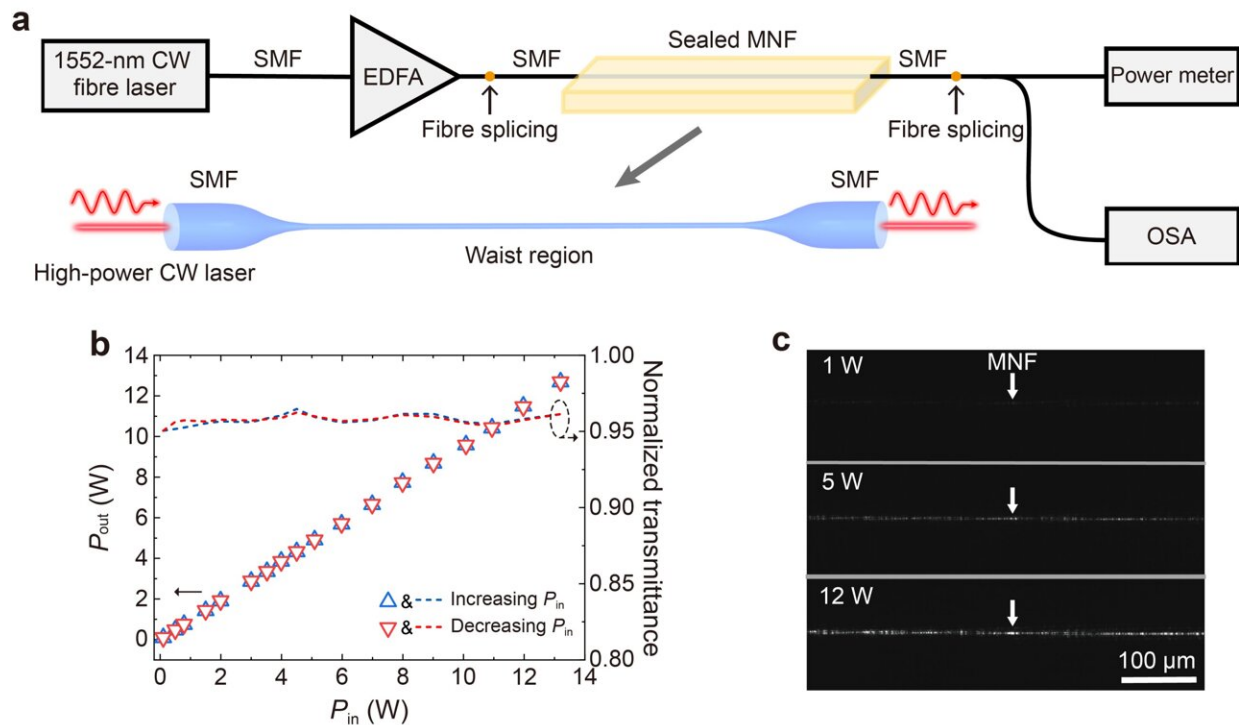 a
1552-nm CW
fibre laser
SMF
EDFA
SMF
Fibre splicing
Sealed MNF
SMF
Fibre splicing
Power meter
OSA
SMF
SMF
High-power CW laser
Waist region
b
14
12
10
8
6
4
2
0
P_out (W)
1.00
0.95
0.90
0.85
0.80
Normalized transmittance
& Increasing P_in
& Decreasing P_in
0 2 4 6 8 10 12 14
P_in (W)
c
1 W
MNF
5 W
12 W
100 μm